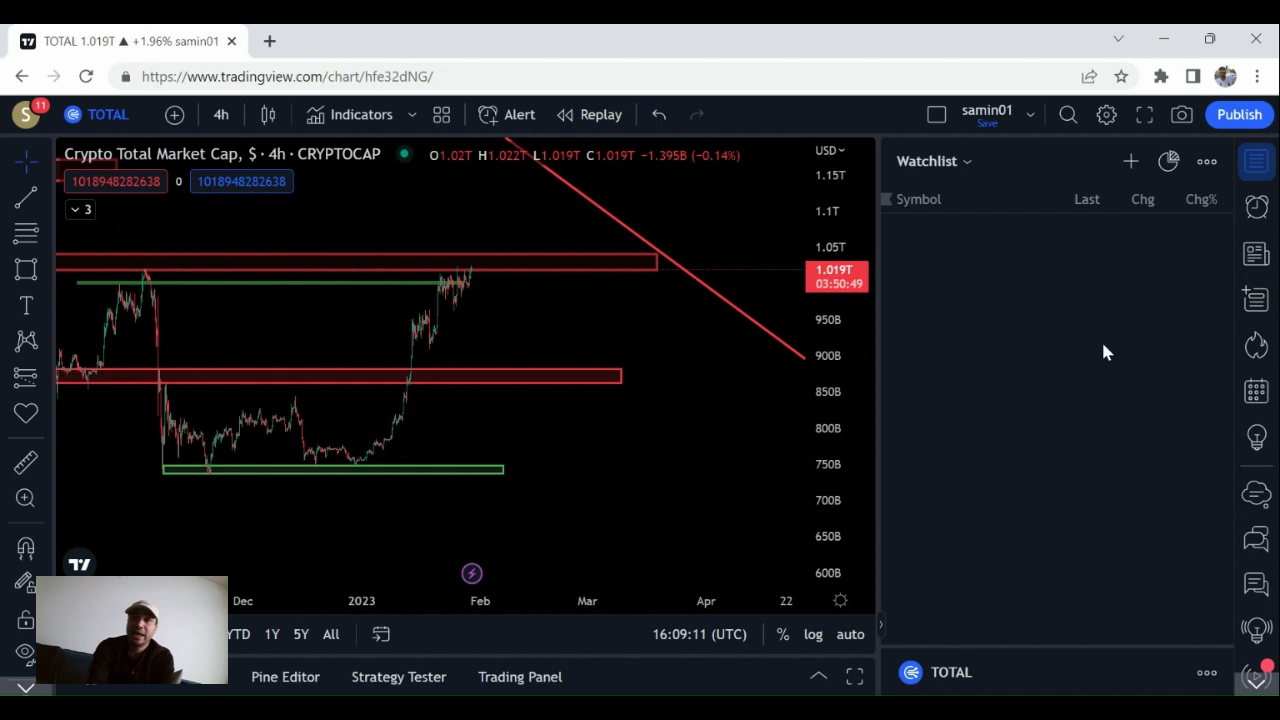 TOTAL 1.019T ▲ +1.96% samin01
https://www.tradingview.com/chart/hfe32dNG/
S 11 TOTAL 4h Indicators Alert Replay samin01 Save Publish
Crypto Total Market Cap, $ · 4h · CRYPTOCAP O1.02T H1.022T L1.019T C1.019T −1.395B (−0.14%)
1018948282638 0 1018948282638
3
USD
1.15T
1.1T
1.05T
1.019T
03:50:49
950B
900B
850B
800B
750B
700B
650B
600B
Dec 2023 Feb Mar Apr 22
YTD 1Y 5Y All 16:09:11 (UTC) % log auto
Pine Editor Strategy Tester Trading Panel
Watchlist
Symbol Last Chg Chg%
TOTAL